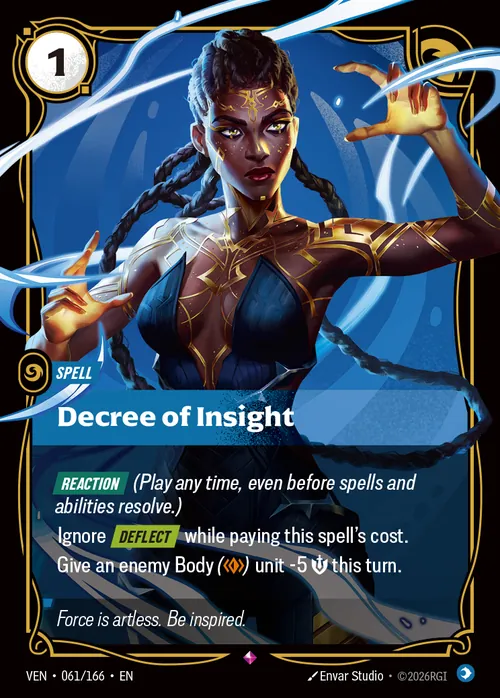 1
SPELL
Decree of Insight
REACTION (Play any time, even before spells and
abilities resolve.)
Ignore DEFLECT while paying this spell's cost.
Give an enemy Body () unit -5 this turn.
Force is artless. Be inspired.
VEN • 061/166 • EN
Envar Studio • ©2026RGI